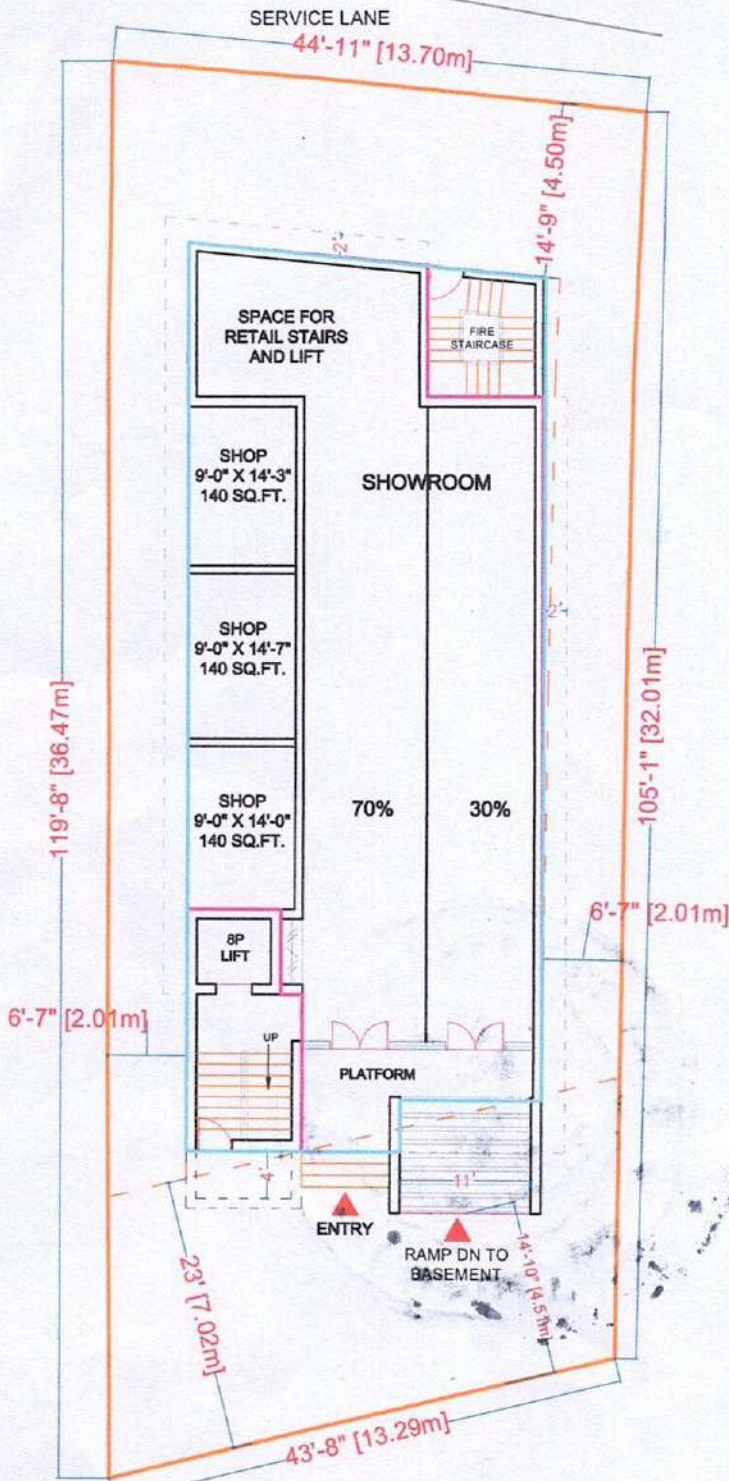 SERVICE LANE
44'-11" [13.70m]
14'-9" [4.50m]
2'
SPACE FOR
RETAIL STAIRS
AND LIFT
FIRE
STAIRCASE
SHOP
9'-0" X 14'-3"
140 SQ.FT.
SHOWROOM
2'
SHOP
9'-0" X 14'-7"
140 SQ.FT.
119'-8" [36.47m]
105'-1" [32.01m]
SHOP
9'-0" X 14'-0"
140 SQ.FT.
70%
30%
6'-7" [2.01m]
8P
LIFT
6'-7" [2.01m]
UP
PLATFORM
4'
11'
ENTRY
RAMP DN TO
BASEMENT
14'-10" [4.51m]
23' [7.02m]
43'-8" [13.29m]